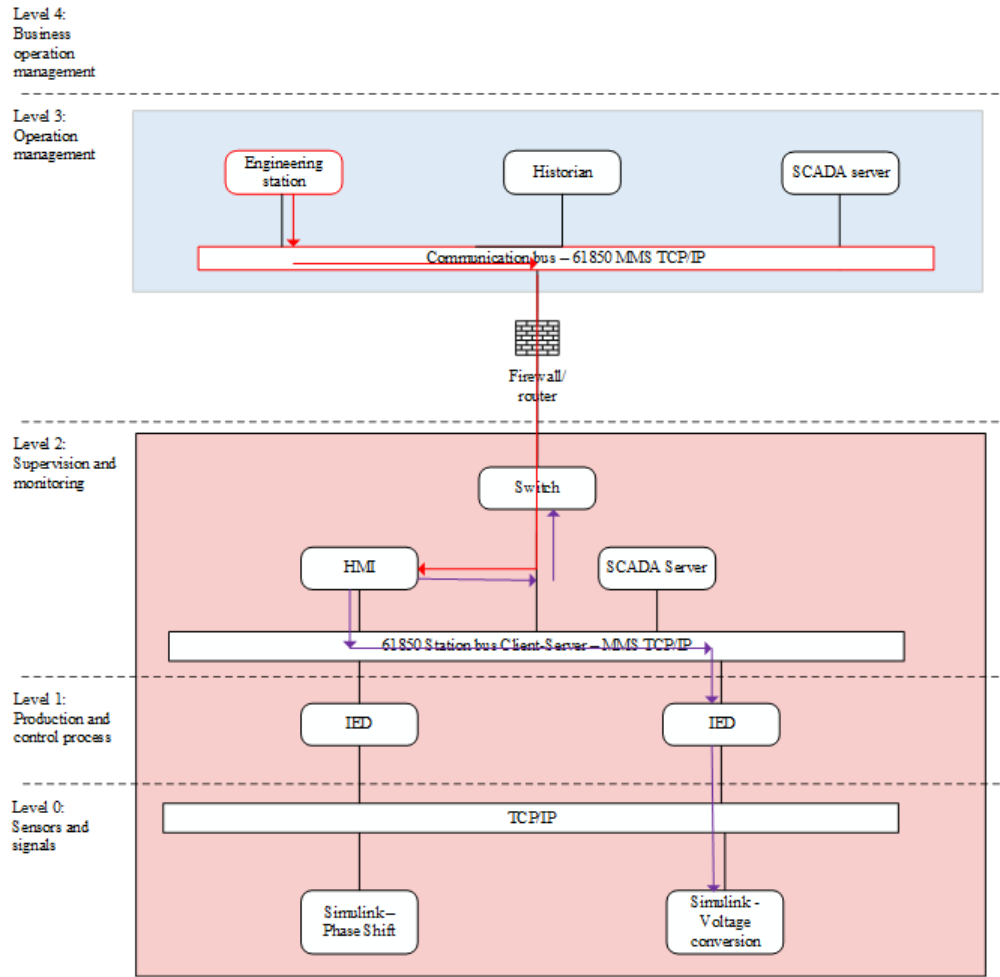 Level 4:
Business
operation
management
Level 3:
Operation
management
Engineering
station
Historian
SCADA server
Communication bus – 61850 MMS TCP/IP
Firewall/
router
Level 2:
Supervision and
monitoring
Switch
HMI
SCADA Server
61850 Station bus Client-Server – MMS TCP/IP
Level 1:
Production and
control process
IED
IED
Level 0:
Sensors and
signals
TCP/IP
Simulink –
Phase Shift
Simulink -
Voltage
conversion